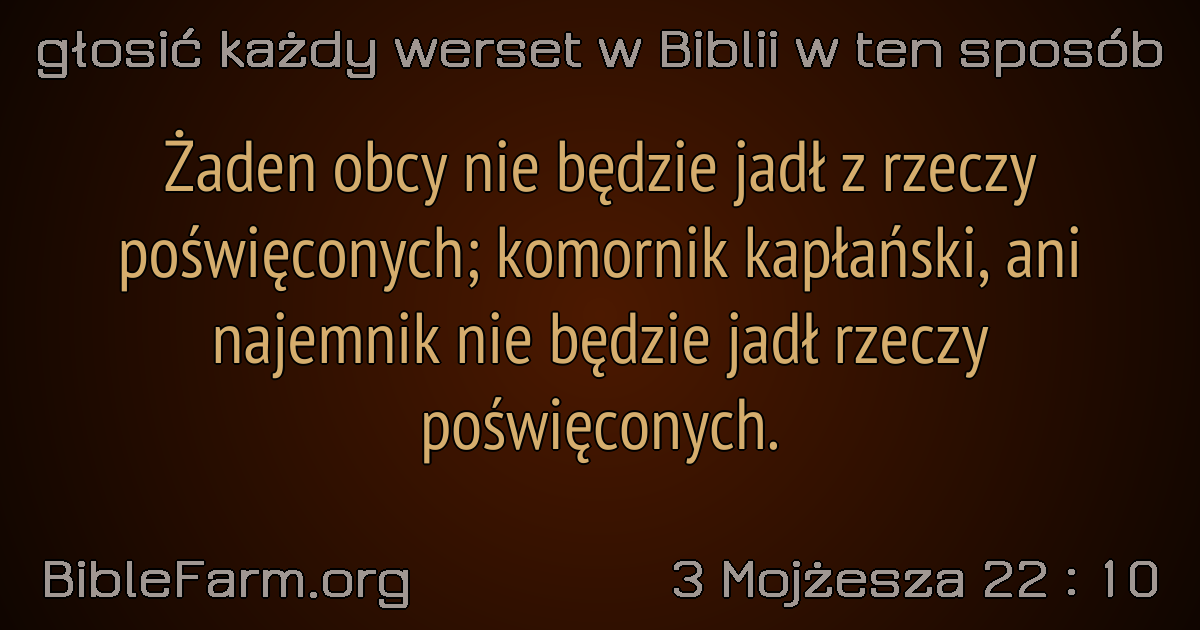 głosić każdy werset w Biblii w ten sposób
Żaden obcy nie będzie jadł z rzeczy
poświęconych; komornik kapłański, ani
najemnik nie będzie jadł rzeczy
poświęconych.
BibleFarm.org
3 Mojżesza 22 : 10